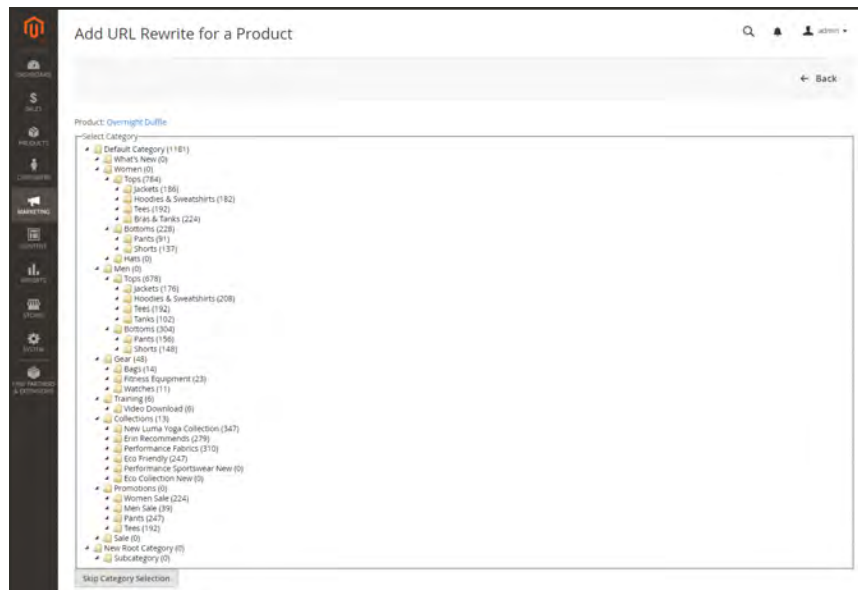 Add URL Rewrite for a Product
admin
DASHBOARD
SALES
PRODUCTS
CUSTOMERS
MARKETING
CONTENT
REPORTS
STORES
SYSTEM
FIND PARTNERS
& EXTENSIONS
← Back
Product: Overnight Duffle
Select Category
Default Category (1181)
What's New (0)
Women (0)
Tops (784)
Jackets (186)
Hoodies & Sweatshirts (182)
Tees (192)
Bras & Tanks (224)
Bottoms (228)
Pants (91)
Shorts (137)
Hats (0)
Men (0)
Tops (678)
Jackets (176)
Hoodies & Sweatshirts (208)
Tees (192)
Tanks (102)
Bottoms (304)
Pants (156)
Shorts (148)
Gear (48)
Bags (14)
Fitness Equipment (23)
Watches (11)
Training (6)
Video Download (6)
Collections (13)
New Luma Yoga Collection (347)
Erin Recommends (279)
Performance Fabrics (310)
Eco Friendly (247)
Performance Sportswear New (0)
Eco Collection New (0)
Promotions (0)
Women Sale (224)
Men Sale (39)
Pants (247)
Tees (192)
Sale (0)
New Root Category (0)
Subcategory (0)
Skip Category Selection